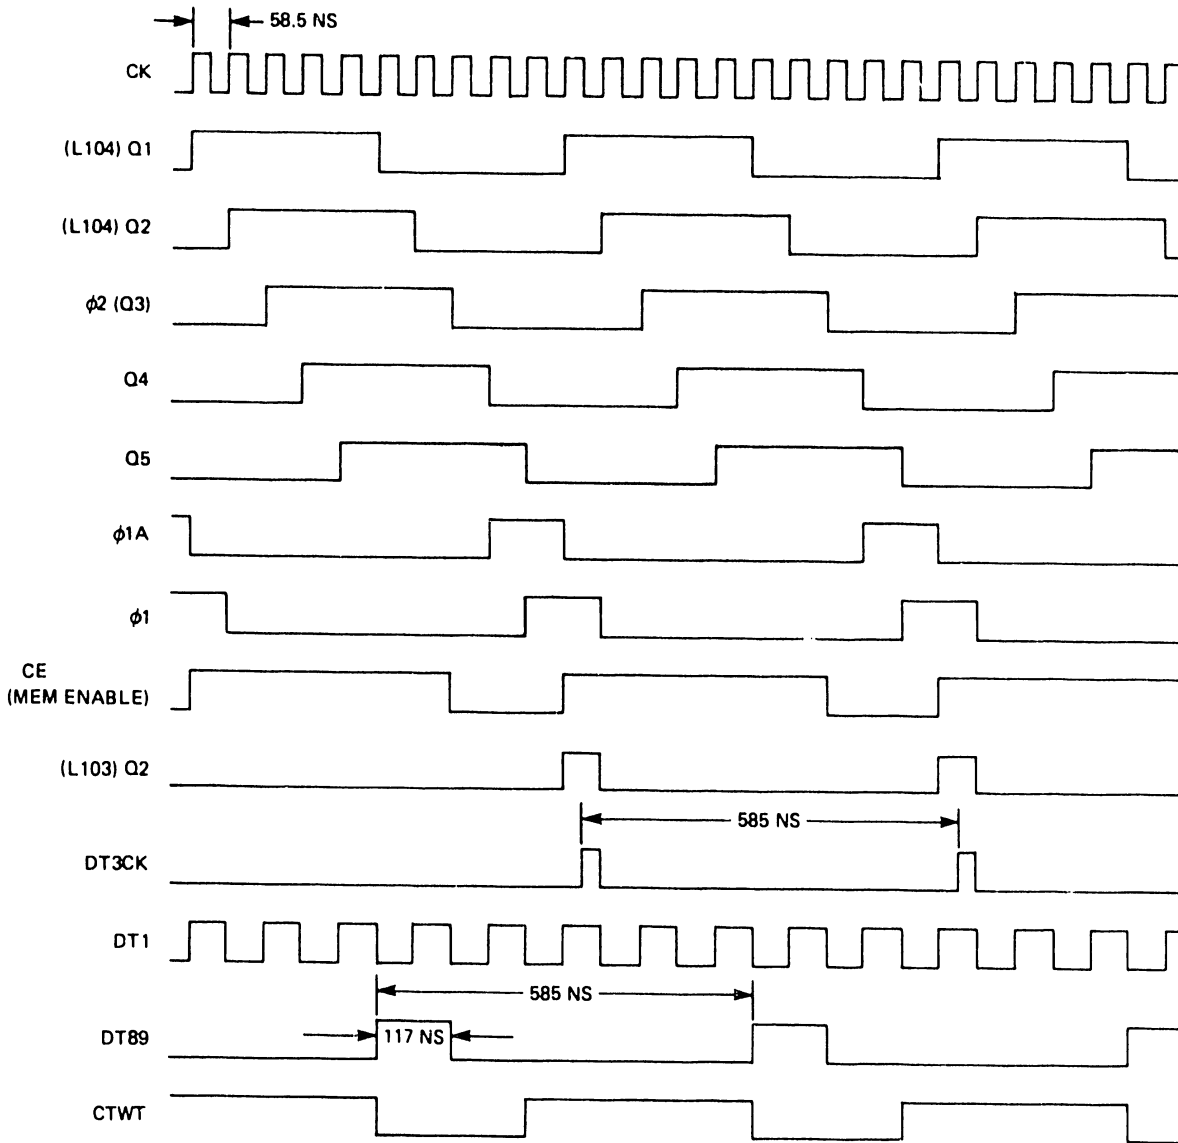 58.5 NS
CK
(L104) Q1
(L104) Q2
ϕ2 (Q3)
Q4
Q5
ϕ1A
ϕ1
CE
(MEM ENABLE)
(L103) Q2
585 NS
DT3CK
DT1
585 NS
DT89
117 NS
CTWT